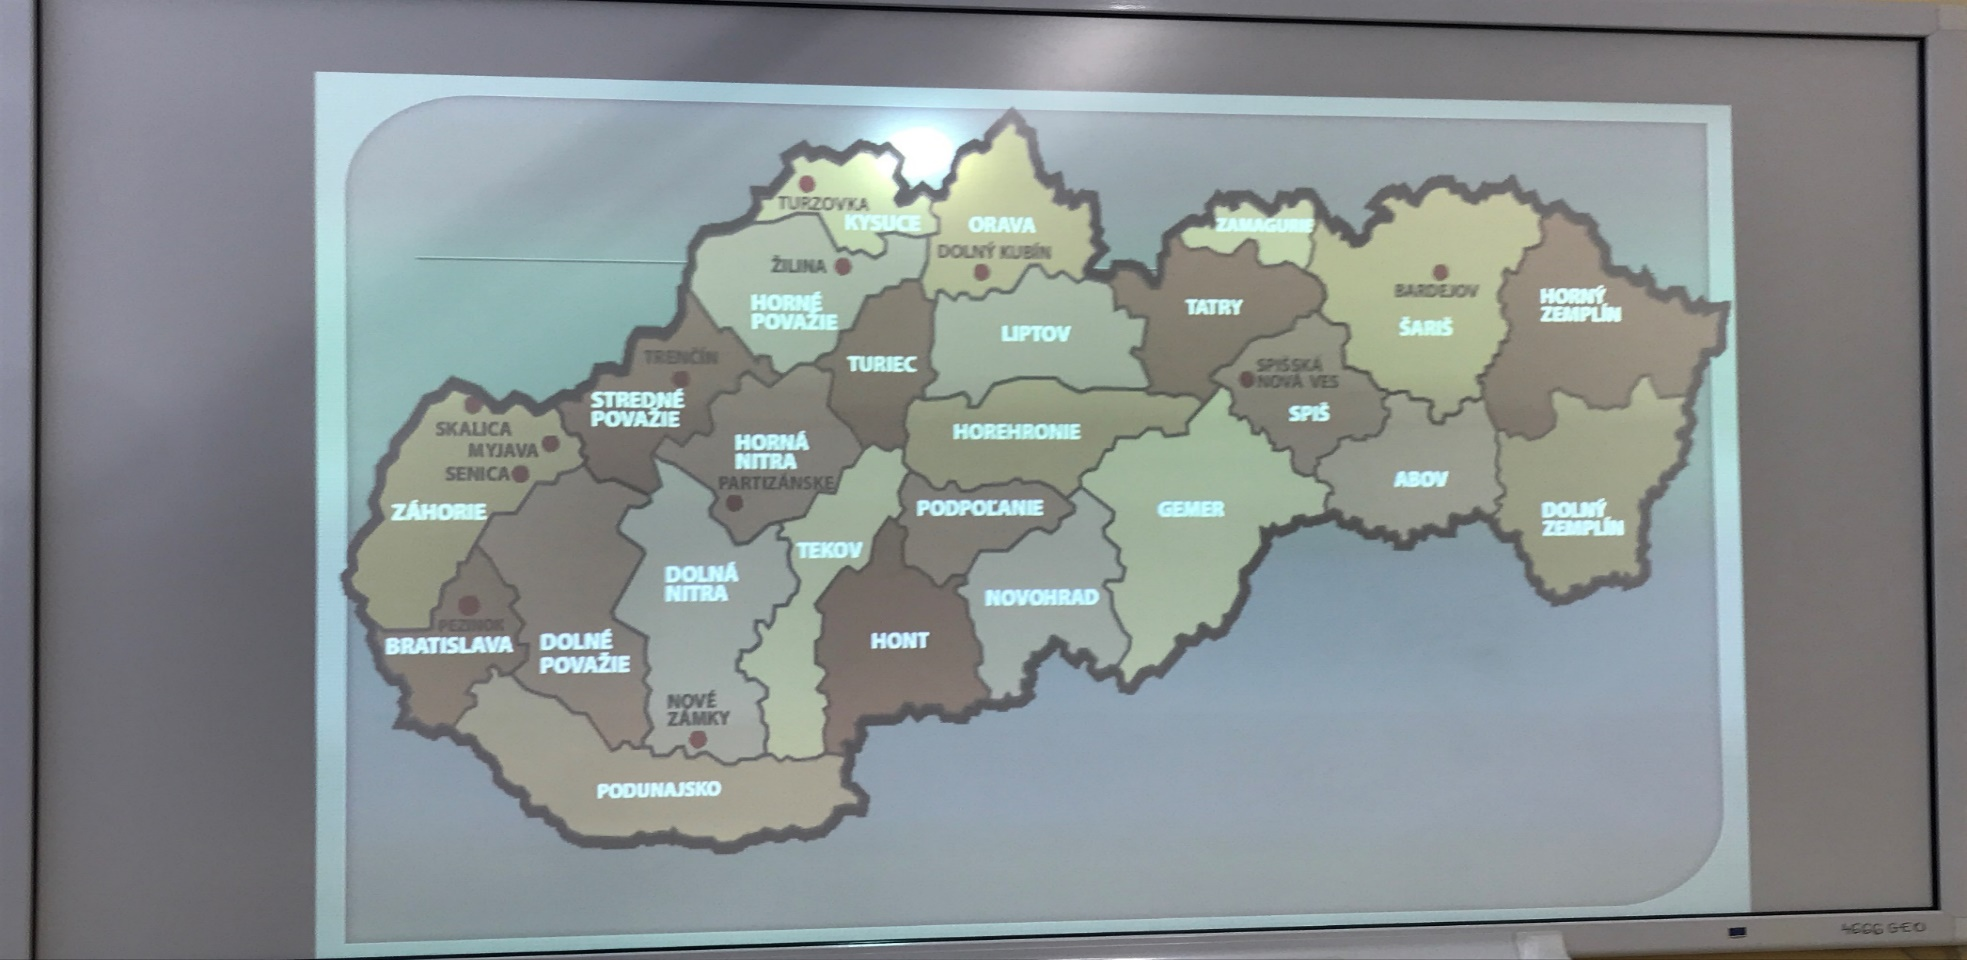 TURZOVKA
KYSUCE
ORAVA
ZAMAGURIE
DOLNÝ KUBÍN
ŽILINA
BARDEJOV
HORNÉ
POVAŽIE
TATRY
HORNÝ
ZEMPLÍN
ŠARIŠ
LIPTOV
TRENČÍN
TURIEC
SPIŠSKÁ
NOVÁ VES
STREDNÉ
POVAŽIE
SPIŠ
SKALICA
MYJAVA
SENICA
HORNÁ
NITRA
HOREHRONIE
PARTIZÁNSKE
ABOV
ZÁHORIE
PODPOĽANIE
GEMER
DOLNÝ
ZEMPLÍN
TEKOV
DOLNÁ
NITRA
NOVOHRAD
PEZINOK
BRATISLAVA
DOLNÉ
POVAŽIE
HONT
NOVÉ
ZÁMKY
PODUNAJSKO
4666 GEO